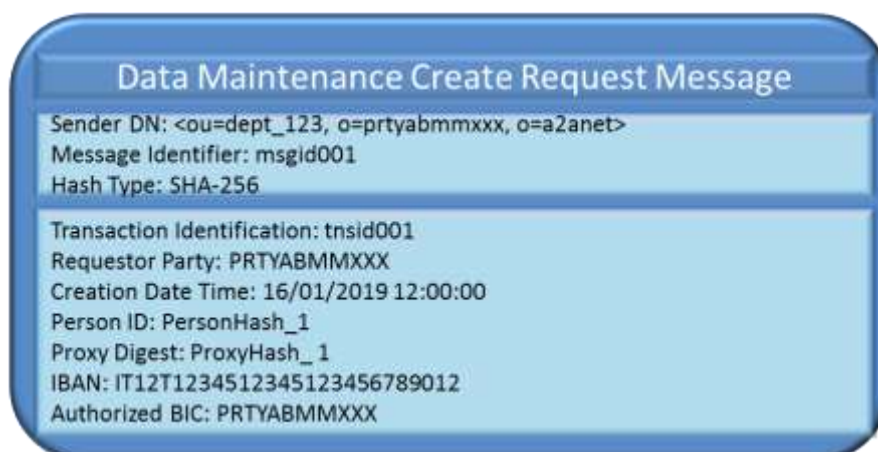 Data Maintenance Create Request Message
Sender DN: <ou=dept_123, o=prtyabmmxxx, o=a2anet>
Message Identifier: msgid001
Hash Type: SHA-256
Transaction Identification: tnsid001
Requestor Party: PRTYABMMXXX
Creation Date Time: 16/01/2019 12:00:00
Person ID: PersonHash_1
Proxy Digest: ProxyHash_ 1
IBAN: IT12T1234512345123456789012
Authorized BIC: PRTYABMMXXX